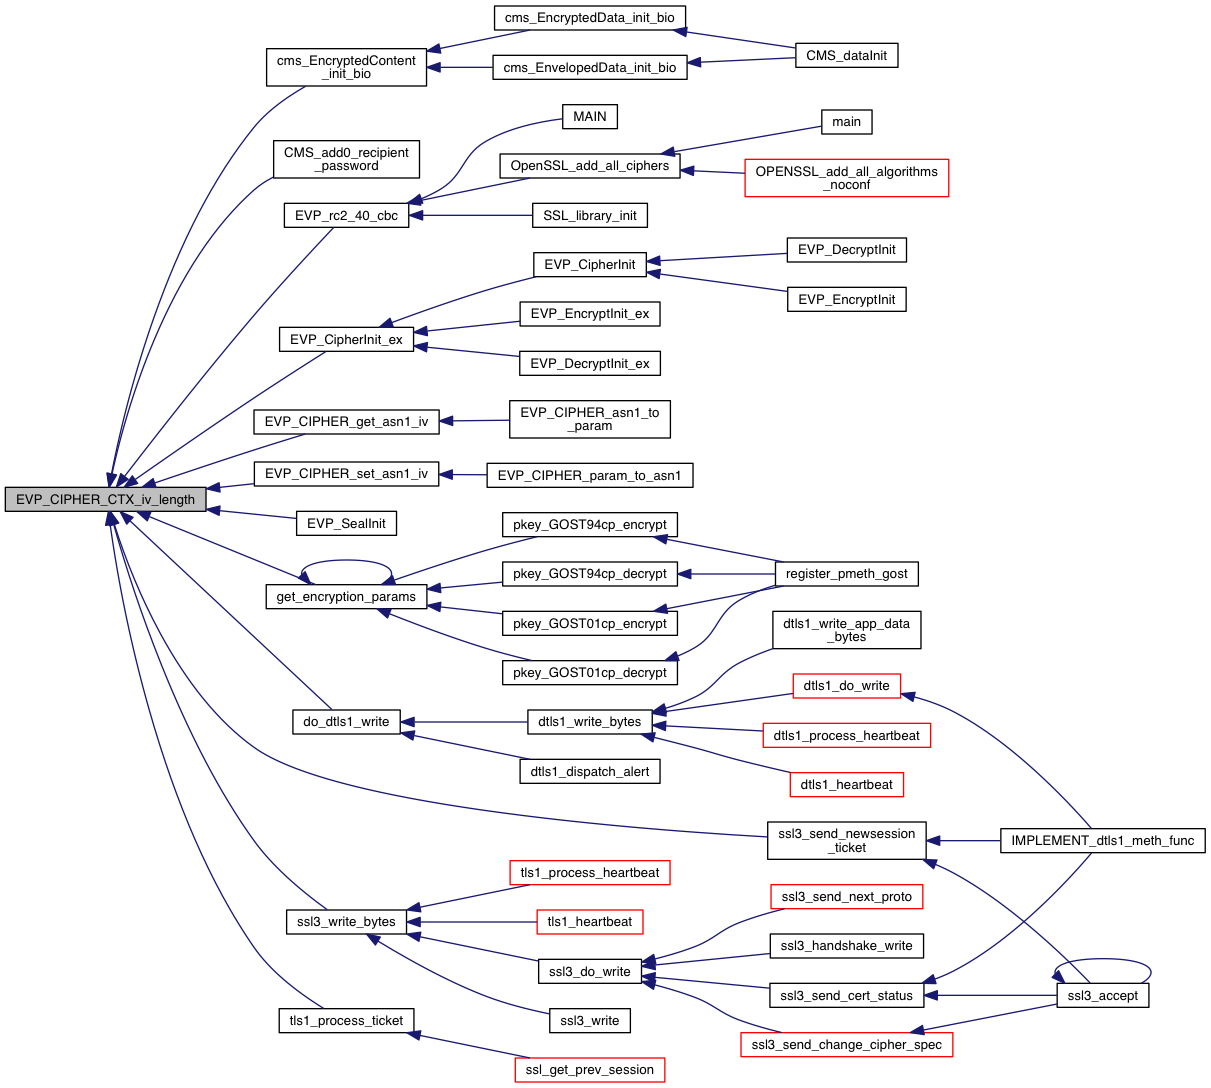 cms_EncryptedData_init_bio
cms_EncryptedContent
_init_bio
CMS_dataInit
cms_EnvelopedData_init_bio
MAIN
main
CMS_add0_recipient
_password
OpenSSL_add_all_ciphers
OPENSSL_add_all_algorithms
_noconf
EVP_rc2_40_cbc
SSL_library_init
EVP_CipherInit
EVP_DecryptInit
EVP_EncryptInit
EVP_CipherInit_ex
EVP_EncryptInit_ex
EVP_DecryptInit_ex
EVP_CIPHER_get_asn1_iv
EVP_CIPHER_asn1_to
_param
EVP_CIPHER_set_asn1_iv
EVP_CIPHER_param_to_asn1
EVP_CIPHER_CTX_iv_length
EVP_SealInit
pkey_GOST94cp_encrypt
get_encryption_params
pkey_GOST94cp_decrypt
register_pmeth_gost
pkey_GOST01cp_encrypt
pkey_GOST01cp_decrypt
dtls1_write_app_data
_bytes
dtls1_do_write
do_dtls1_write
dtls1_write_bytes
dtls1_process_heartbeat
dtls1_dispatch_alert
dtls1_heartbeat
ssl3_send_newsession
_ticket
IMPLEMENT_dtls1_meth_func
tls1_process_heartbeat
ssl3_send_next_proto
ssl3_write_bytes
tls1_heartbeat
ssl3_handshake_write
ssl3_do_write
ssl3_send_cert_status
ssl3_accept
tls1_process_ticket
ssl3_write
ssl3_send_change_cipher_spec
ssl_get_prev_session